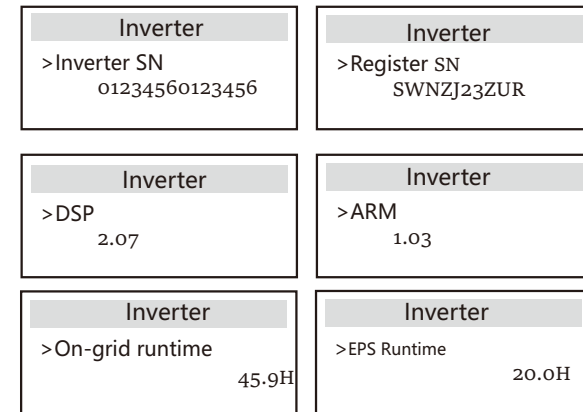 Inverter
>Inverter SN
01234560123456
Inverter
>Register SN
SWNZJ23ZUR
Inverter
>DSP
2.07
Inverter
>ARM
1.03
Inverter
>On-grid runtime
45.9H
Inverter
>EPS Runtime
20.0H